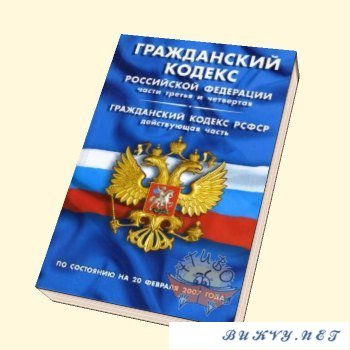 ГРАЖДАНСКИЙ
КОДЕКС
РОССИЙСКОЙ ФЕДЕРАЦИИ
части третья и четвертая
ГРАЖДАНСКИЙ КОДЕКС РСФСР
действующая часть
ПО СОСТОЯНИЮ НА 20 ФЕВРАЛЯ 2007 ГОДА
BUKVY.NET